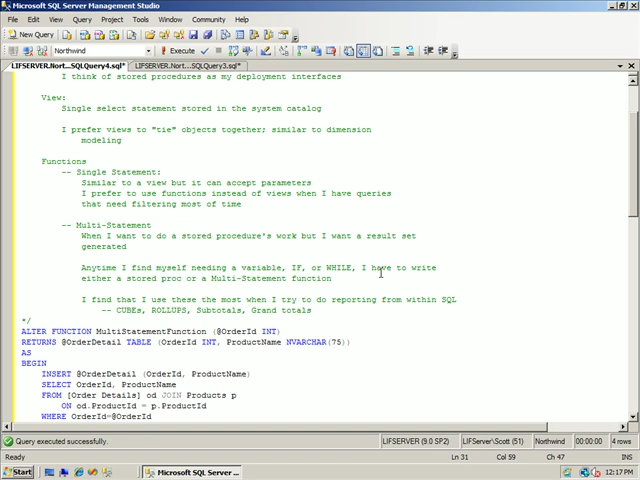 Microsoft SQL Server Management Studio
File Edit View Query Project Tools Window Community Help
New Query
Northwind Execute
LIFSERVER.Nort...SQLQuery4.sql* LIFSERVER.Nort...SQLQuery3.sql*
I think of stored procedures as my deployment interfaces
View:
Single select statement stored in the system catalog
I prefer views to "tie" objects together; similar to dimension
modeling
Functions
-- Single Statement:
Similar to a view but it can accept parameters
I prefer to use functions instead of views when I have queries
that need filtering most of time
-- Multi-Statement
When I want to do a stored procedure's work but I want a result set
generated
Anytime I find myself needing a variable, IF, or WHILE, I have to write
either a stored proc or a Multi-Statement function
I find that I use these the most when I try to do reporting from within SQL
-- CUBEs, ROLLUPS, Subtotals, Grand totals
*/
ALTER FUNCTION MultiStatementFunction (@OrderId INT)
RETURNS @OrderDetail TABLE (OrderId INT, ProductName NVARCHAR(75))
AS
BEGIN
INSERT @OrderDetail (OrderId, ProductName)
SELECT OrderId, ProductName
FROM [Order Details] od JOIN Products p
ON od.ProductId = p.ProductId
WHERE OrderId=@OrderId
Query executed successfully. LIFSERVER (9.0 SP2) LIFServer\Scott (51) Northwind 00:00:00 4 rows
Ready Ln 31 Col 59 Ch 47 INS
Start Microsoft SQL Server ... 12:17 PM